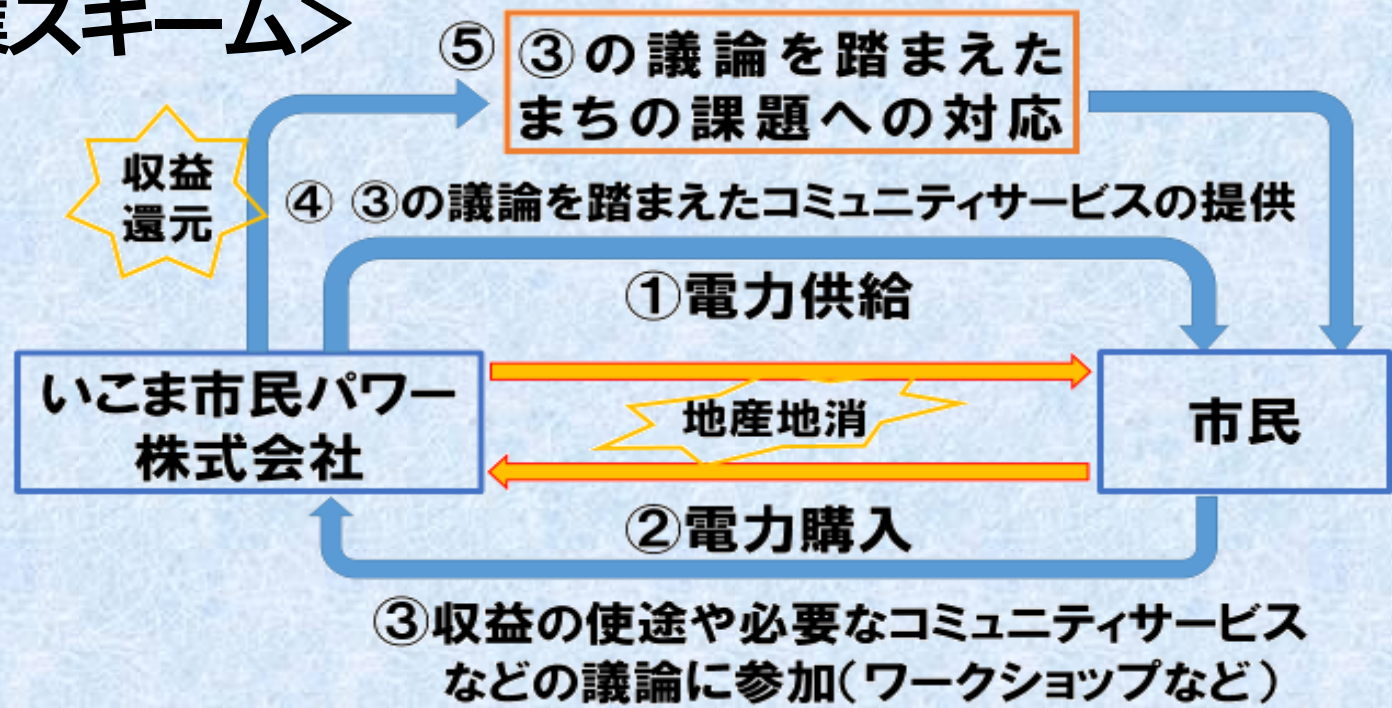 業スキーム>
⑤ ③の議論を踏まえた
まちの課題への対応
収益
還元
④ ③の議論を踏まえたコミュニティサービスの提供
①電力供給
いこま市民パワー
株式会社
地産地消
市民
②電力購入
③収益の使途や必要なコミュニティサービス
などの議論に参加(ワークショップなど)